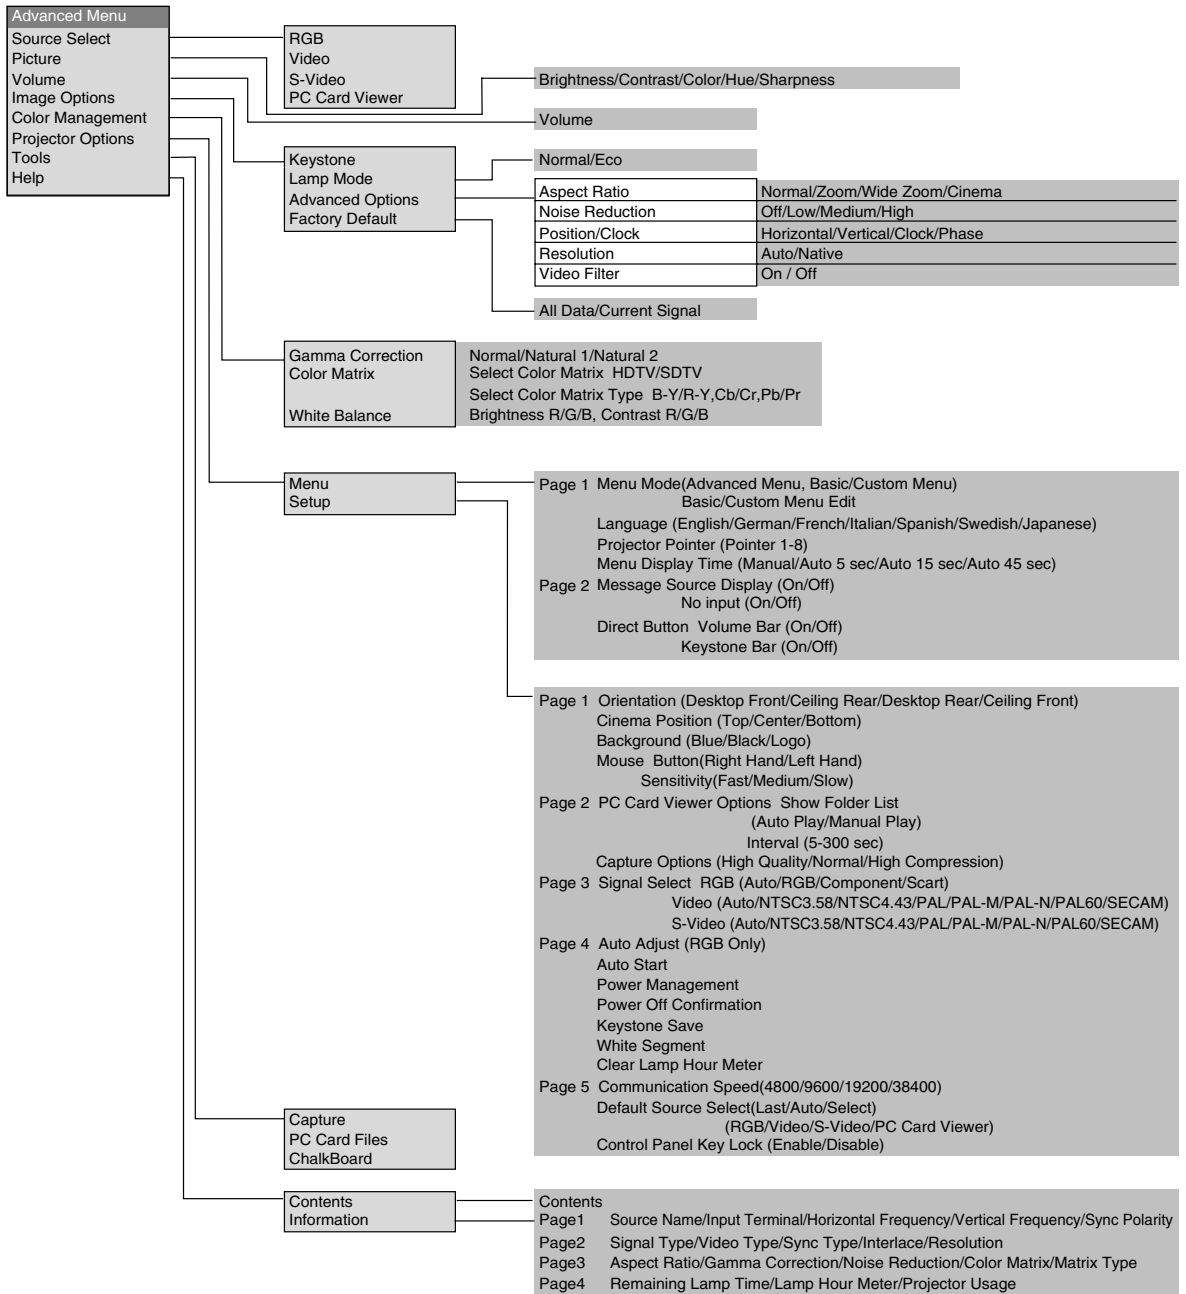 Advanced Menu
Source Select
Picture
Volume
Image Options
Color Management
Projector Options
Tools
Help
RGB
Video
S-Video
PC Card Viewer
Brightness/Contrast/Color/Hue/Sharpness
Volume
Keystone
Lamp Mode
Advanced Options
Factory Default
Normal/Eco
Aspect Ratio Normal/Zoom/Wide Zoom/Cinema
Noise Reduction Off/Low/Medium/High
Position/Clock Horizontal/Vertical/Clock/Phase
Resolution Auto/Native
Video Filter On / Off
All Data/Current Signal
Gamma Correction Normal/Natural 1/Natural 2
Color Matrix Select Color Matrix HDTV/SDTV
Select Color Matrix Type B-Y/R-Y,Cb/Cr,Pb/Pr
White Balance Brightness R/G/B, Contrast R/G/B
Menu
Setup
Page 1 Menu Mode(Advanced Menu, Basic/Custom Menu)
Basic/Custom Menu Edit
Language (English/German/French/Italian/Spanish/Swedish/Japanese)
Projector Pointer (Pointer 1-8)
Menu Display Time (Manual/Auto 5 sec/Auto 15 sec/Auto 45 sec)
Page 2 Message Source Display (On/Off)
No input (On/Off)
Direct Button Volume Bar (On/Off)
Keystone Bar (On/Off)
Page 1 Orientation (Desktop Front/Ceiling Rear/Desktop Rear/Ceiling Front)
Cinema Position (Top/Center/Bottom)
Background (Blue/Black/Logo)
Mouse Button(Right Hand/Left Hand)
Sensitivity(Fast/Medium/Slow)
Page 2 PC Card Viewer Options Show Folder List
(Auto Play/Manual Play)
Interval (5-300 sec)
Capture Options (High Quality/Normal/High Compression)
Page 3 Signal Select RGB (Auto/RGB/Component/Scart)
Video (Auto/NTSC3.58/NTSC4.43/PAL/PAL-M/PAL-N/PAL60/SECAM)
S-Video (Auto/NTSC3.58/NTSC4.43/PAL/PAL-M/PAL-N/PAL60/SECAM)
Page 4 Auto Adjust (RGB Only)
Auto Start
Power Management
Power Off Confirmation
Keystone Save
White Segment
Clear Lamp Hour Meter
Page 5 Communication Speed(4800/9600/19200/38400)
Default Source Select(Last/Auto/Select)
(RGB/Video/S-Video/PC Card Viewer)
Control Panel Key Lock (Enable/Disable)
Capture
PC Card Files
ChalkBoard
Contents
Information
Contents
Page1 Source Name/Input Terminal/Horizontal Frequency/Vertical Frequency/Sync Polarity
Page2 Signal Type/Video Type/Sync Type/Interlace/Resolution
Page3 Aspect Ratio/Gamma Correction/Noise Reduction/Color Matrix/Matrix Type
Page4 Remaining Lamp Time/Lamp Hour Meter/Projector Usage